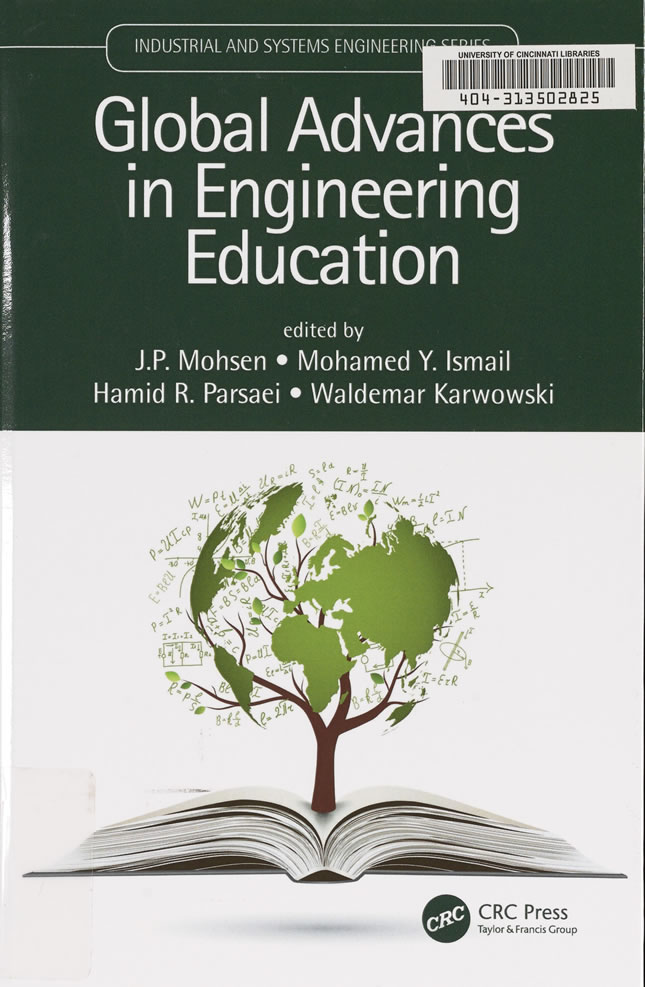 INDUSTRIAL AND SYSTEMS ENGINEERING SERIES
UNIVERSITY OF CINCINNATI LIBRARIES
404-313502825
Global Advances
in Engineering
Education
edited by
J.P. Mohsen • Mohamed Y. Ismail
Hamid R. Parsaei • Waldemar Karwowski
CRC
CRC Press
Taylor & Francis Group